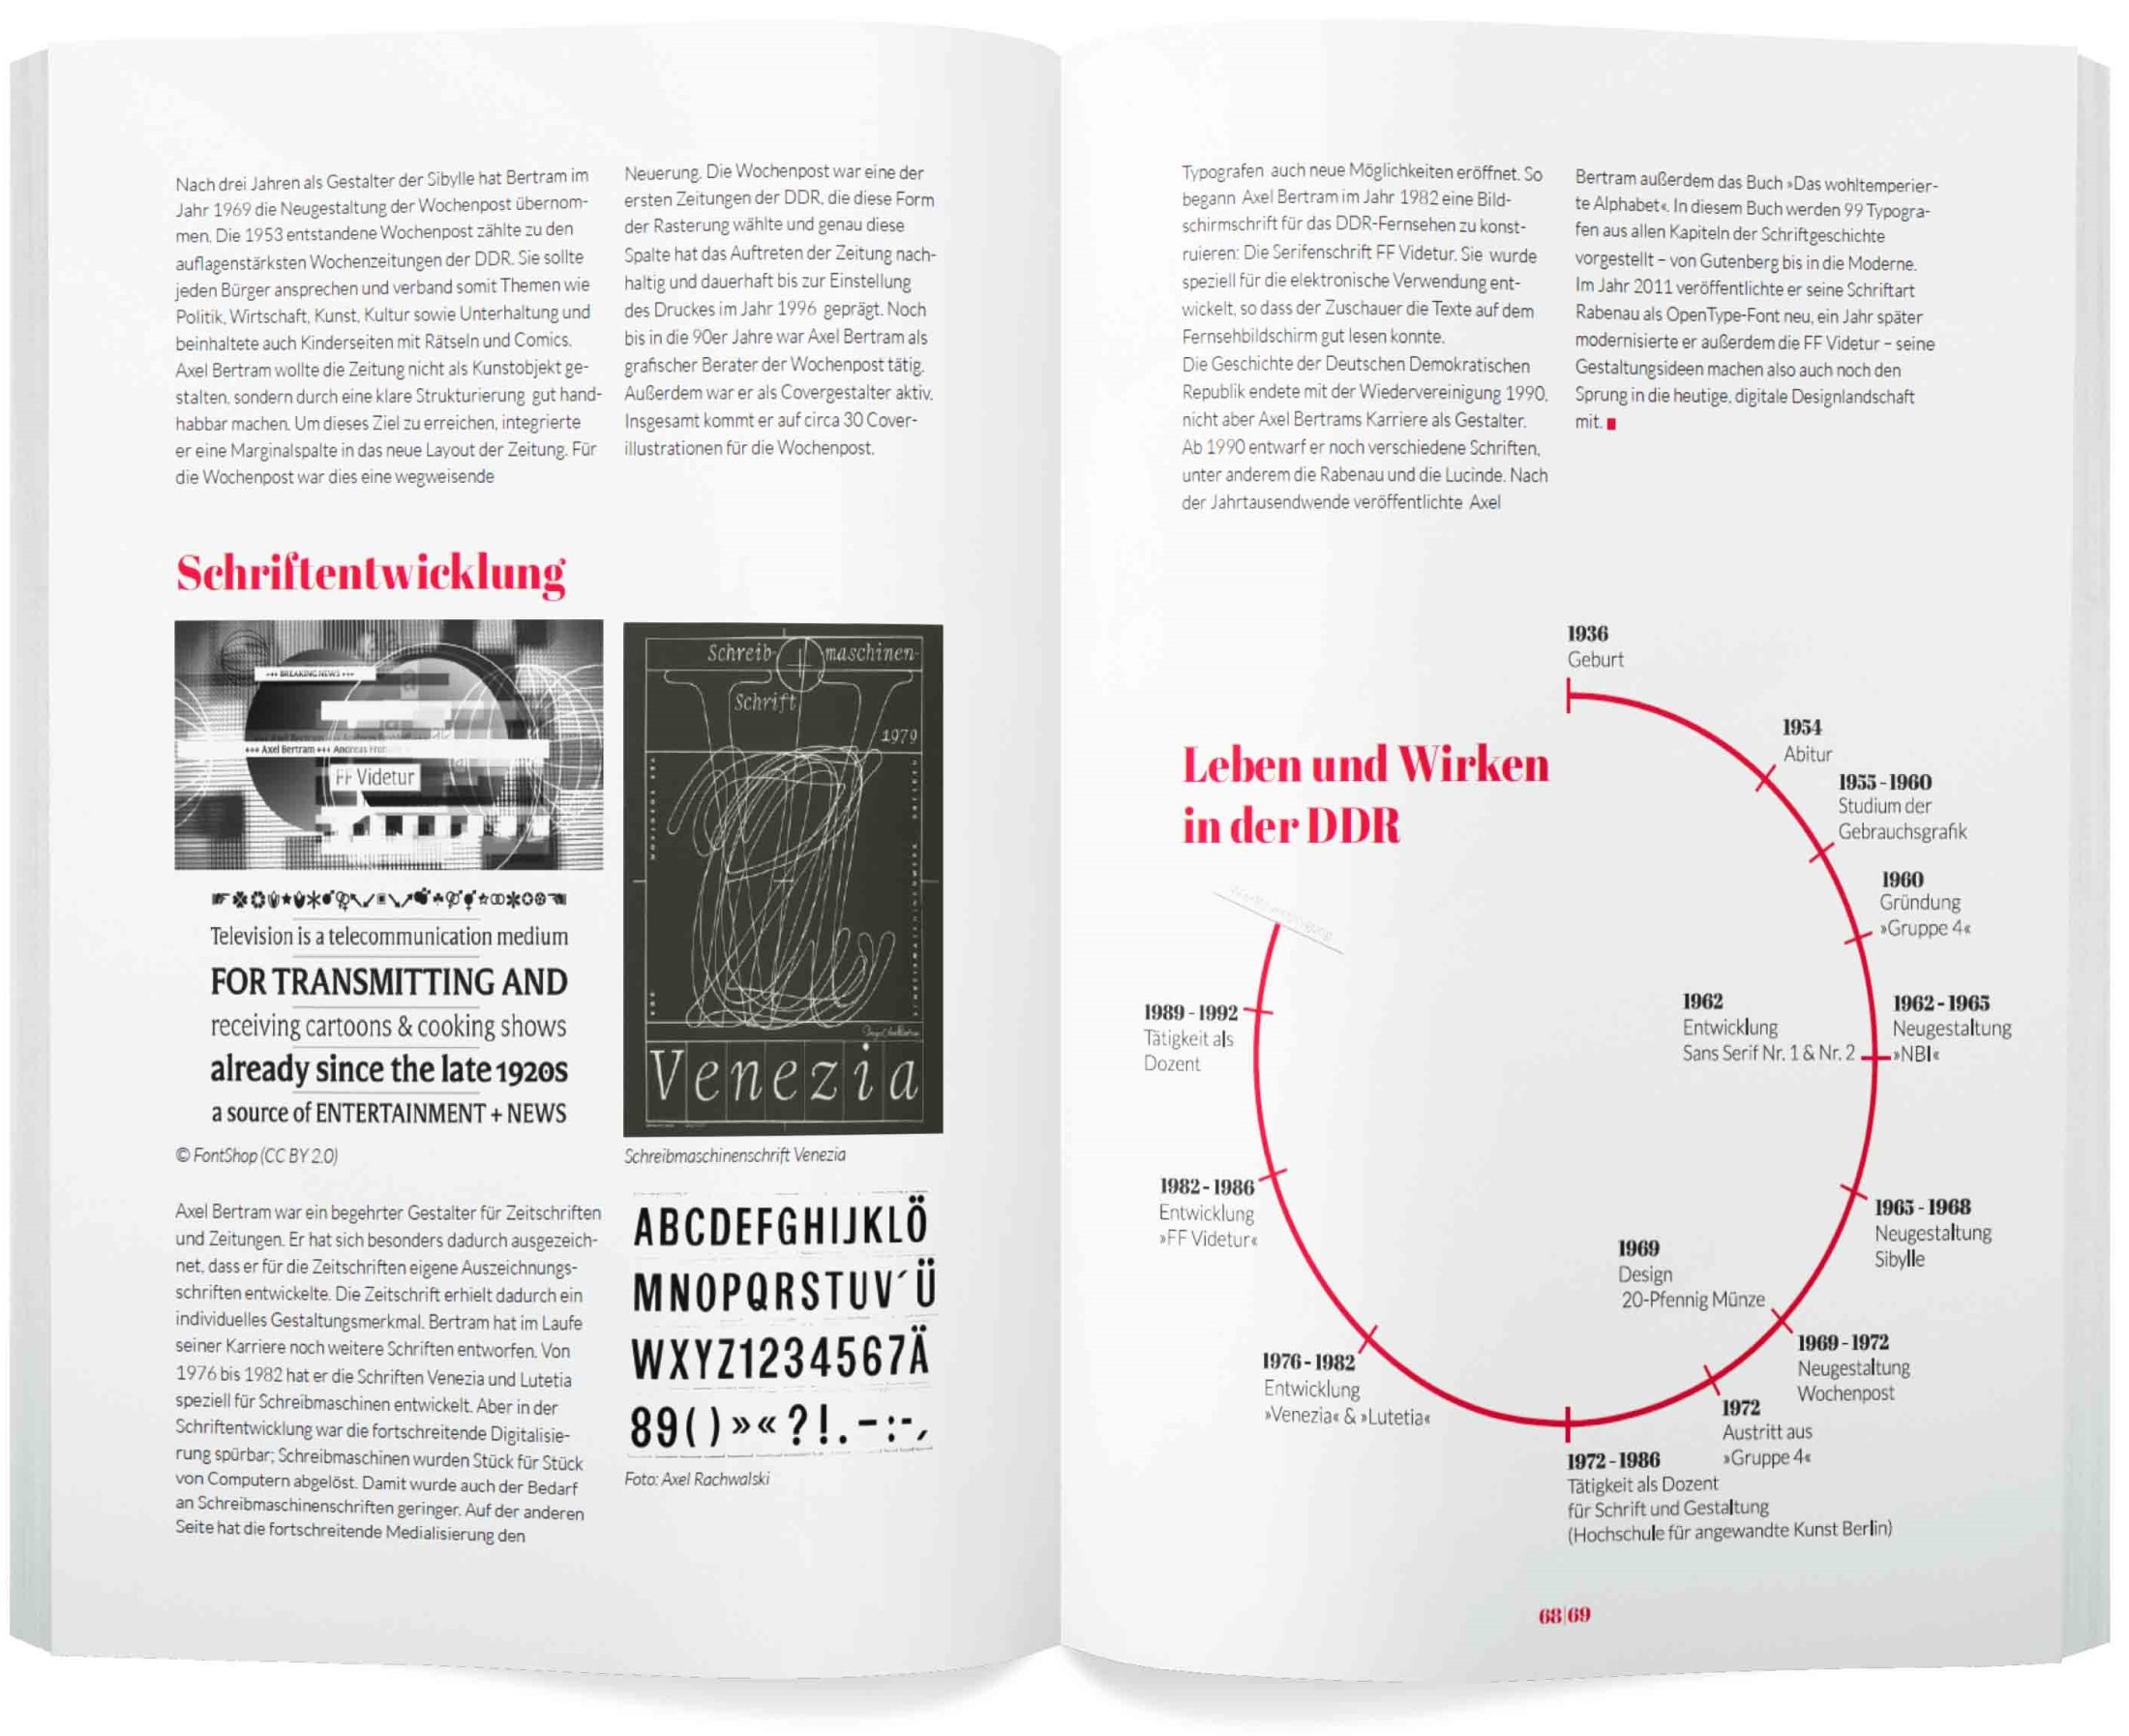 Nach drei Jahren als Gestalter der Sibylle hat Bertram im
Jahr 1969 die Neugestaltung der Wochenpost übernom-
men. Die 1953 entstandene Wochenpost zählte zu den
auflagenstärksten Wochenzeitungen der DDR. Sie sollte
jeden Bürger ansprechen und verband somit Themen wie
Politik, Wirtschaft, Kunst, Kultur sowie Unterhaltung und
beinhaltete auch Kinderseiten mit Rätseln und Comics.
Axel Bertram wollte die Zeitung nicht als Kunstobjekt ge-
stalten, sondern durch eine klare Strukturierung gut hand-
habbar machen. Um dieses Ziel zu erreichen, integrierte
er eine Marginalspalte in das neue Layout der Zeitung. Für
die Wochenpost war dies eine wegweisende
Neuerung. Die Wochenpost war eine der
ersten Zeitungen der DDR, die diese Form
der Rasterung wählte und genau diese
Spalte hat das Auftreten der Zeitung nach-
haltig und dauerhaft bis zur Einstellung
des Druckes im Jahr 1996 geprägt. Noch
bis in die 90er Jahre war Axel Bertram als
grafischer Berater der Wochenpost tätig.
Außerdem war er als Covergestalter aktiv.
Insgesamt kommt er auf circa 30 Cover-
illustrationen für die Wochenpost.
Schriftentwicklung
+++ BREAKING NEWS +++
+++ Axel Bertram +++ Andreas
FF Videtur
Television is a telecommunication medium
FOR TRANSMITTING AND
receiving cartoons & cooking shows
already since the late 1920s
a source of ENTERTAINMENT + NEWS
© FontShop (CC BY 2.0)
Schreib-maschinen-
Schrift
1979
Venezia
Schreibmaschinenschrift Venezia
Axel Bertram war ein begehrter Gestalter für Zeitschriften
und Zeitungen. Er hat sich besonders dadurch ausgezeich-
net, dass er für die Zeitschriften eigene Auszeichnungs-
schriften entwickelte. Die Zeitschrift erhielt dadurch ein
individuelles Gestaltungsmerkmal. Bertram hat im Laufe
seiner Karriere noch weitere Schriften entworfen. Von
1976 bis 1982 hat er die Schriften Venezia und Lutetia
speziell für Schreibmaschinen entwickelt. Aber in der
Schriftentwicklung war die fortschreitende Digitalisie-
rung spürbar; Schreibmaschinen wurden Stück für Stück
von Computern abgelöst. Damit wurde auch der Bedarf
an Schreibmaschinenschriften geringer. Auf der anderen
Seite hat die fortschreitende Medialisierung den
ABCDEFGHIJKLÖ
MNOPQRSTUV´Ü
WXYZ1234567Ä
89()»«?!.–:-,
Foto: Axel Rachwalski
Typografen auch neue Möglichkeiten eröffnet. So
begann Axel Bertram im Jahr 1982 eine Bild-
schirmschrift für das DDR-Fernsehen zu konst-
ruieren: Die Serifenschrift FF Videtur. Sie wurde
speziell für die elektronische Verwendung ent-
wickelt, so dass der Zuschauer die Texte auf dem
Fernsehbildschirm gut lesen konnte.
Die Geschichte der Deutschen Demokratischen
Republik endete mit der Wiedervereinigung 1990,
nicht aber Axel Bertrams Karriere als Gestalter.
Ab 1990 entwarf er noch verschiedene Schriften,
unter anderem die Rabenau und die Lucinde. Nach
der Jahrtausendwende veröffentlichte Axel
Bertram außerdem das Buch »Das wohltemperier-
te Alphabet«. In diesem Buch werden 99 Typogra-
fen aus allen Kapiteln der Schriftgeschichte
vorgestellt – von Gutenberg bis in die Moderne.
Im Jahr 2011 veröffentlichte er seine Schriftart
Rabenau als OpenType-Font neu, ein Jahr später
modernisierte er außerdem die FF Videtur – seine
Gestaltungsideen machen also auch noch den
Sprung in die heutige, digitale Designlandschaft
mit.
Leben und Wirken
in der DDR
1936
Geburt
1954
Abitur
1955 - 1960
Studium der
Gebrauchsgrafik
1960
Gründung
»Gruppe 4«
1962
Entwicklung
Sans Serif Nr. 1 & Nr. 2
1962 - 1965
Neugestaltung
»NBI«
1965 - 1968
Neugestaltung
Sibylle
1969
Design
20-Pfennig Münze
1969 - 1972
Neugestaltung
Wochenpost
1972
Austritt aus
»Gruppe 4«
1972 - 1986
Tätigkeit als Dozent
für Schrift und Gestaltung
(Hochschule für angewandte Kunst Berlin)
1976 - 1982
Entwicklung
»Venezia« & »Lutetia«
1982 - 1986
Entwicklung
»FF Videtur«
1989 - 1992
Tätigkeit als
Dozent
68|69